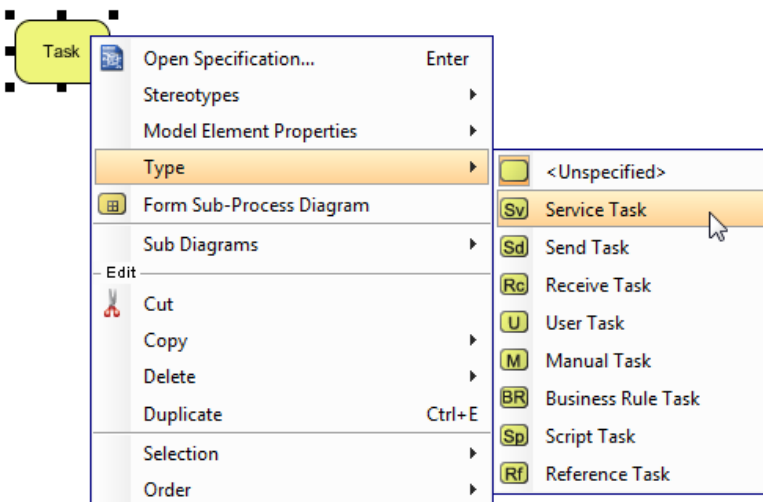 Task
Open Specification... Enter
Stereotypes
Model Element Properties
Type
Form Sub-Process Diagram
Sub Diagrams
Edit
Cut
Copy
Delete
Duplicate Ctrl+E
Selection
Order
<Unspecified>
Sv Service Task
Sd Send Task
Rc Receive Task
U User Task
M Manual Task
BR Business Rule Task
Sp Script Task
Rf Reference Task